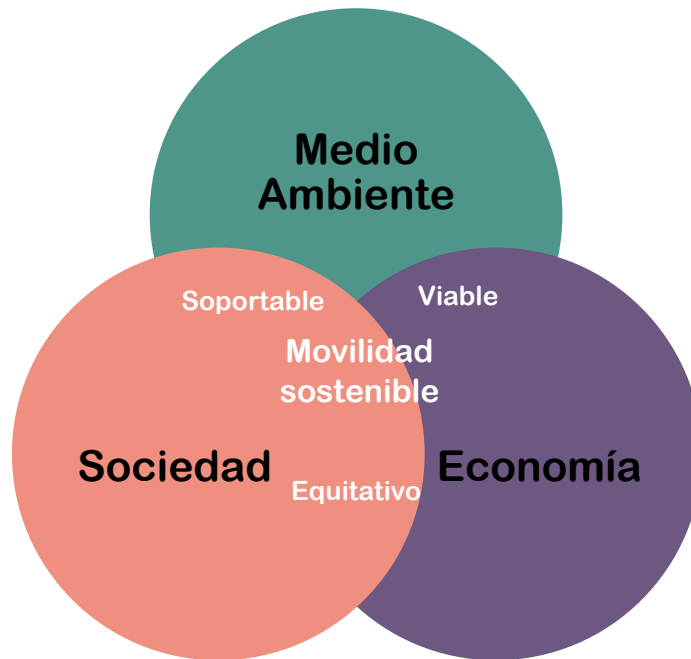 Medio
Ambiente
Soportable
Viable
Movilidad
sostenible
Sociedad
Economía
Equitativo